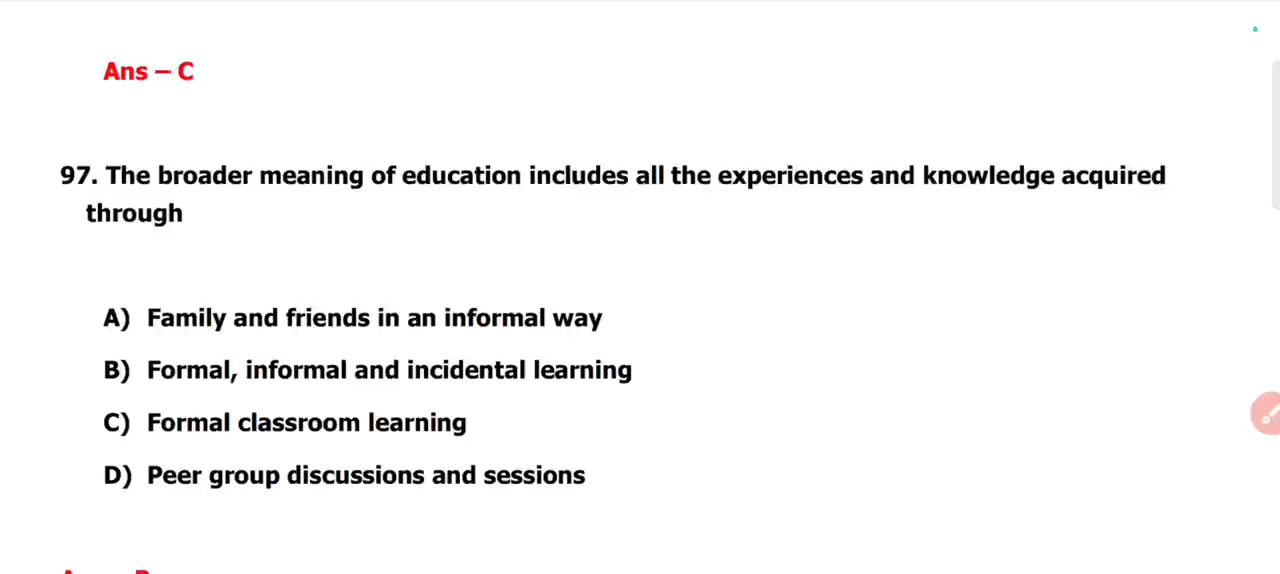 Ans – C
97. The broader meaning of education includes all the experiences and knowledge acquired
through
A) Family and friends in an informal way
B) Formal, informal and incidental learning
C) Formal classroom learning
D) Peer group discussions and sessions